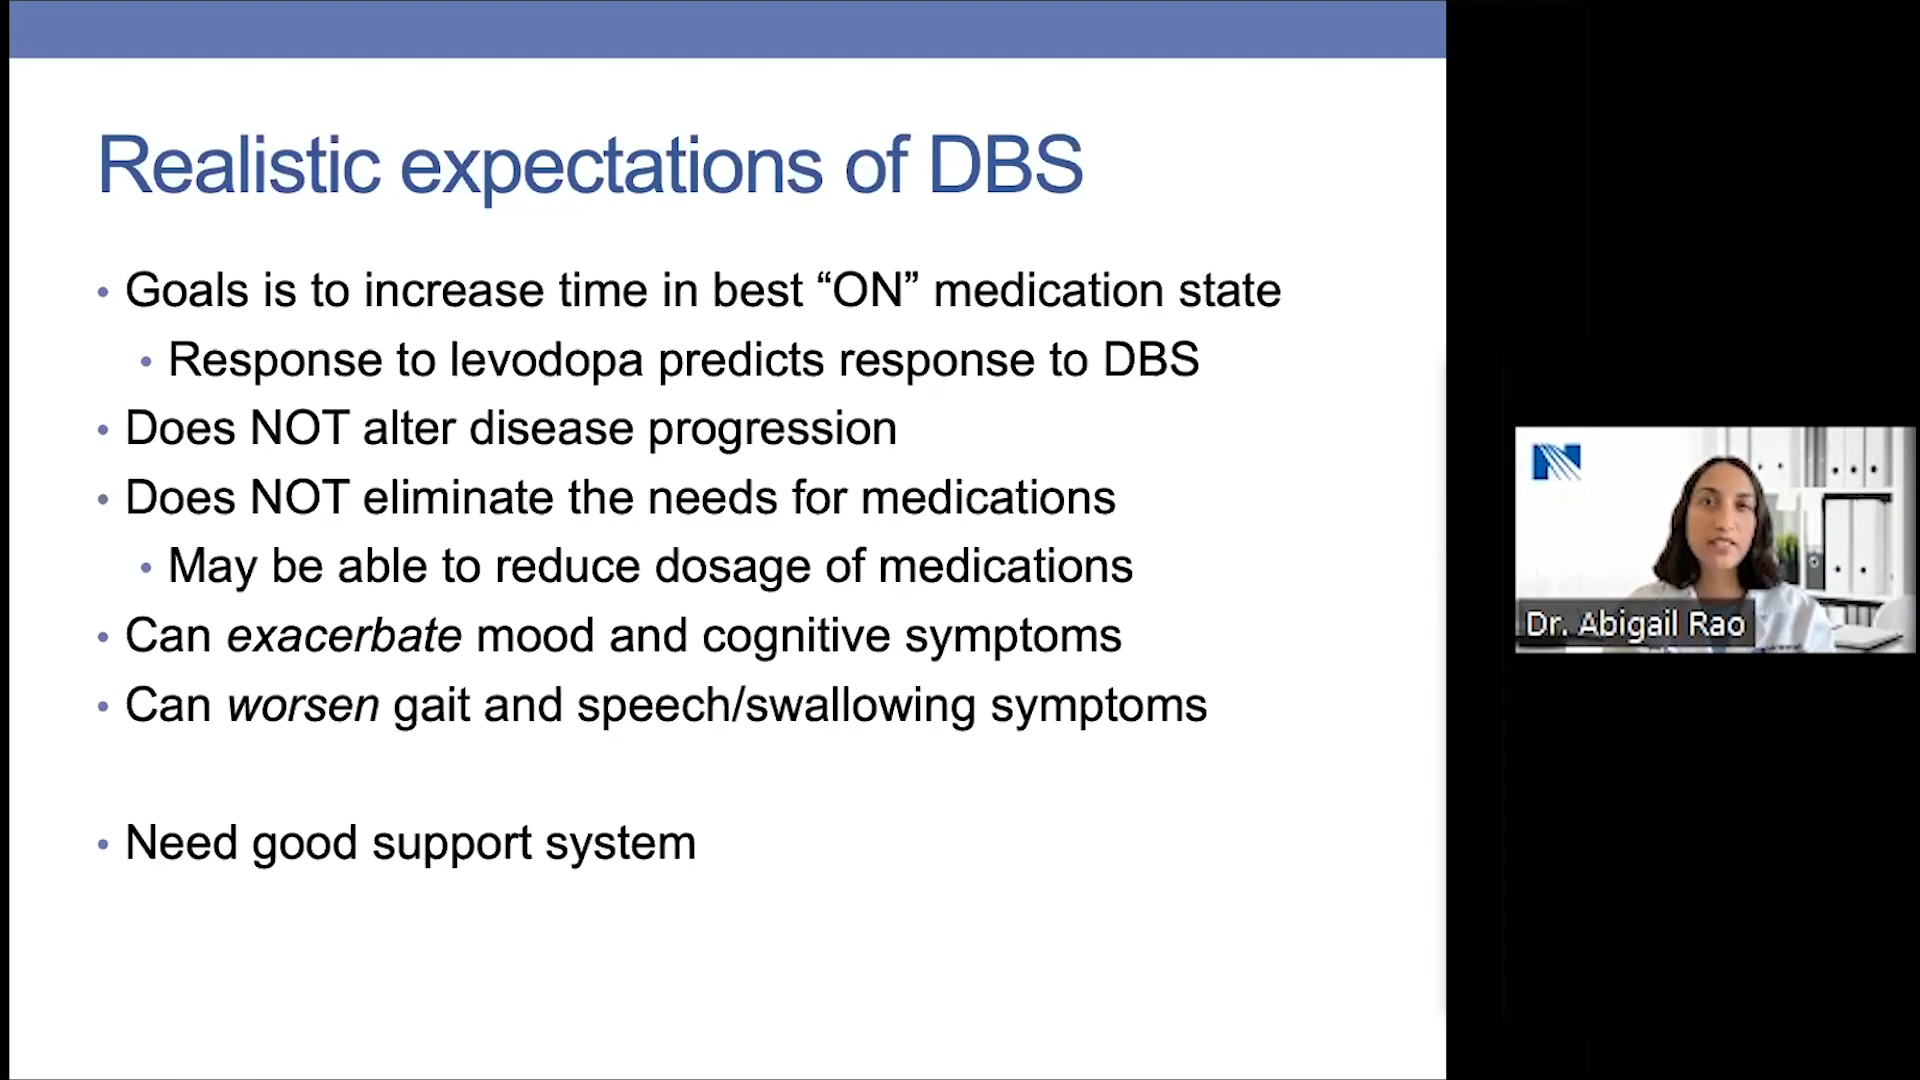 Realistic expectations of DBS
• Goals is to increase time in best “ON” medication state
• Response to levodopa predicts response to DBS
• Does NOT alter disease progression
• Does NOT eliminate the needs for medications
• May be able to reduce dosage of medications
• Can exacerbate mood and cognitive symptoms
• Can worsen gait and speech/swallowing symptoms
• Need good support system
Dr. Abigail Rao